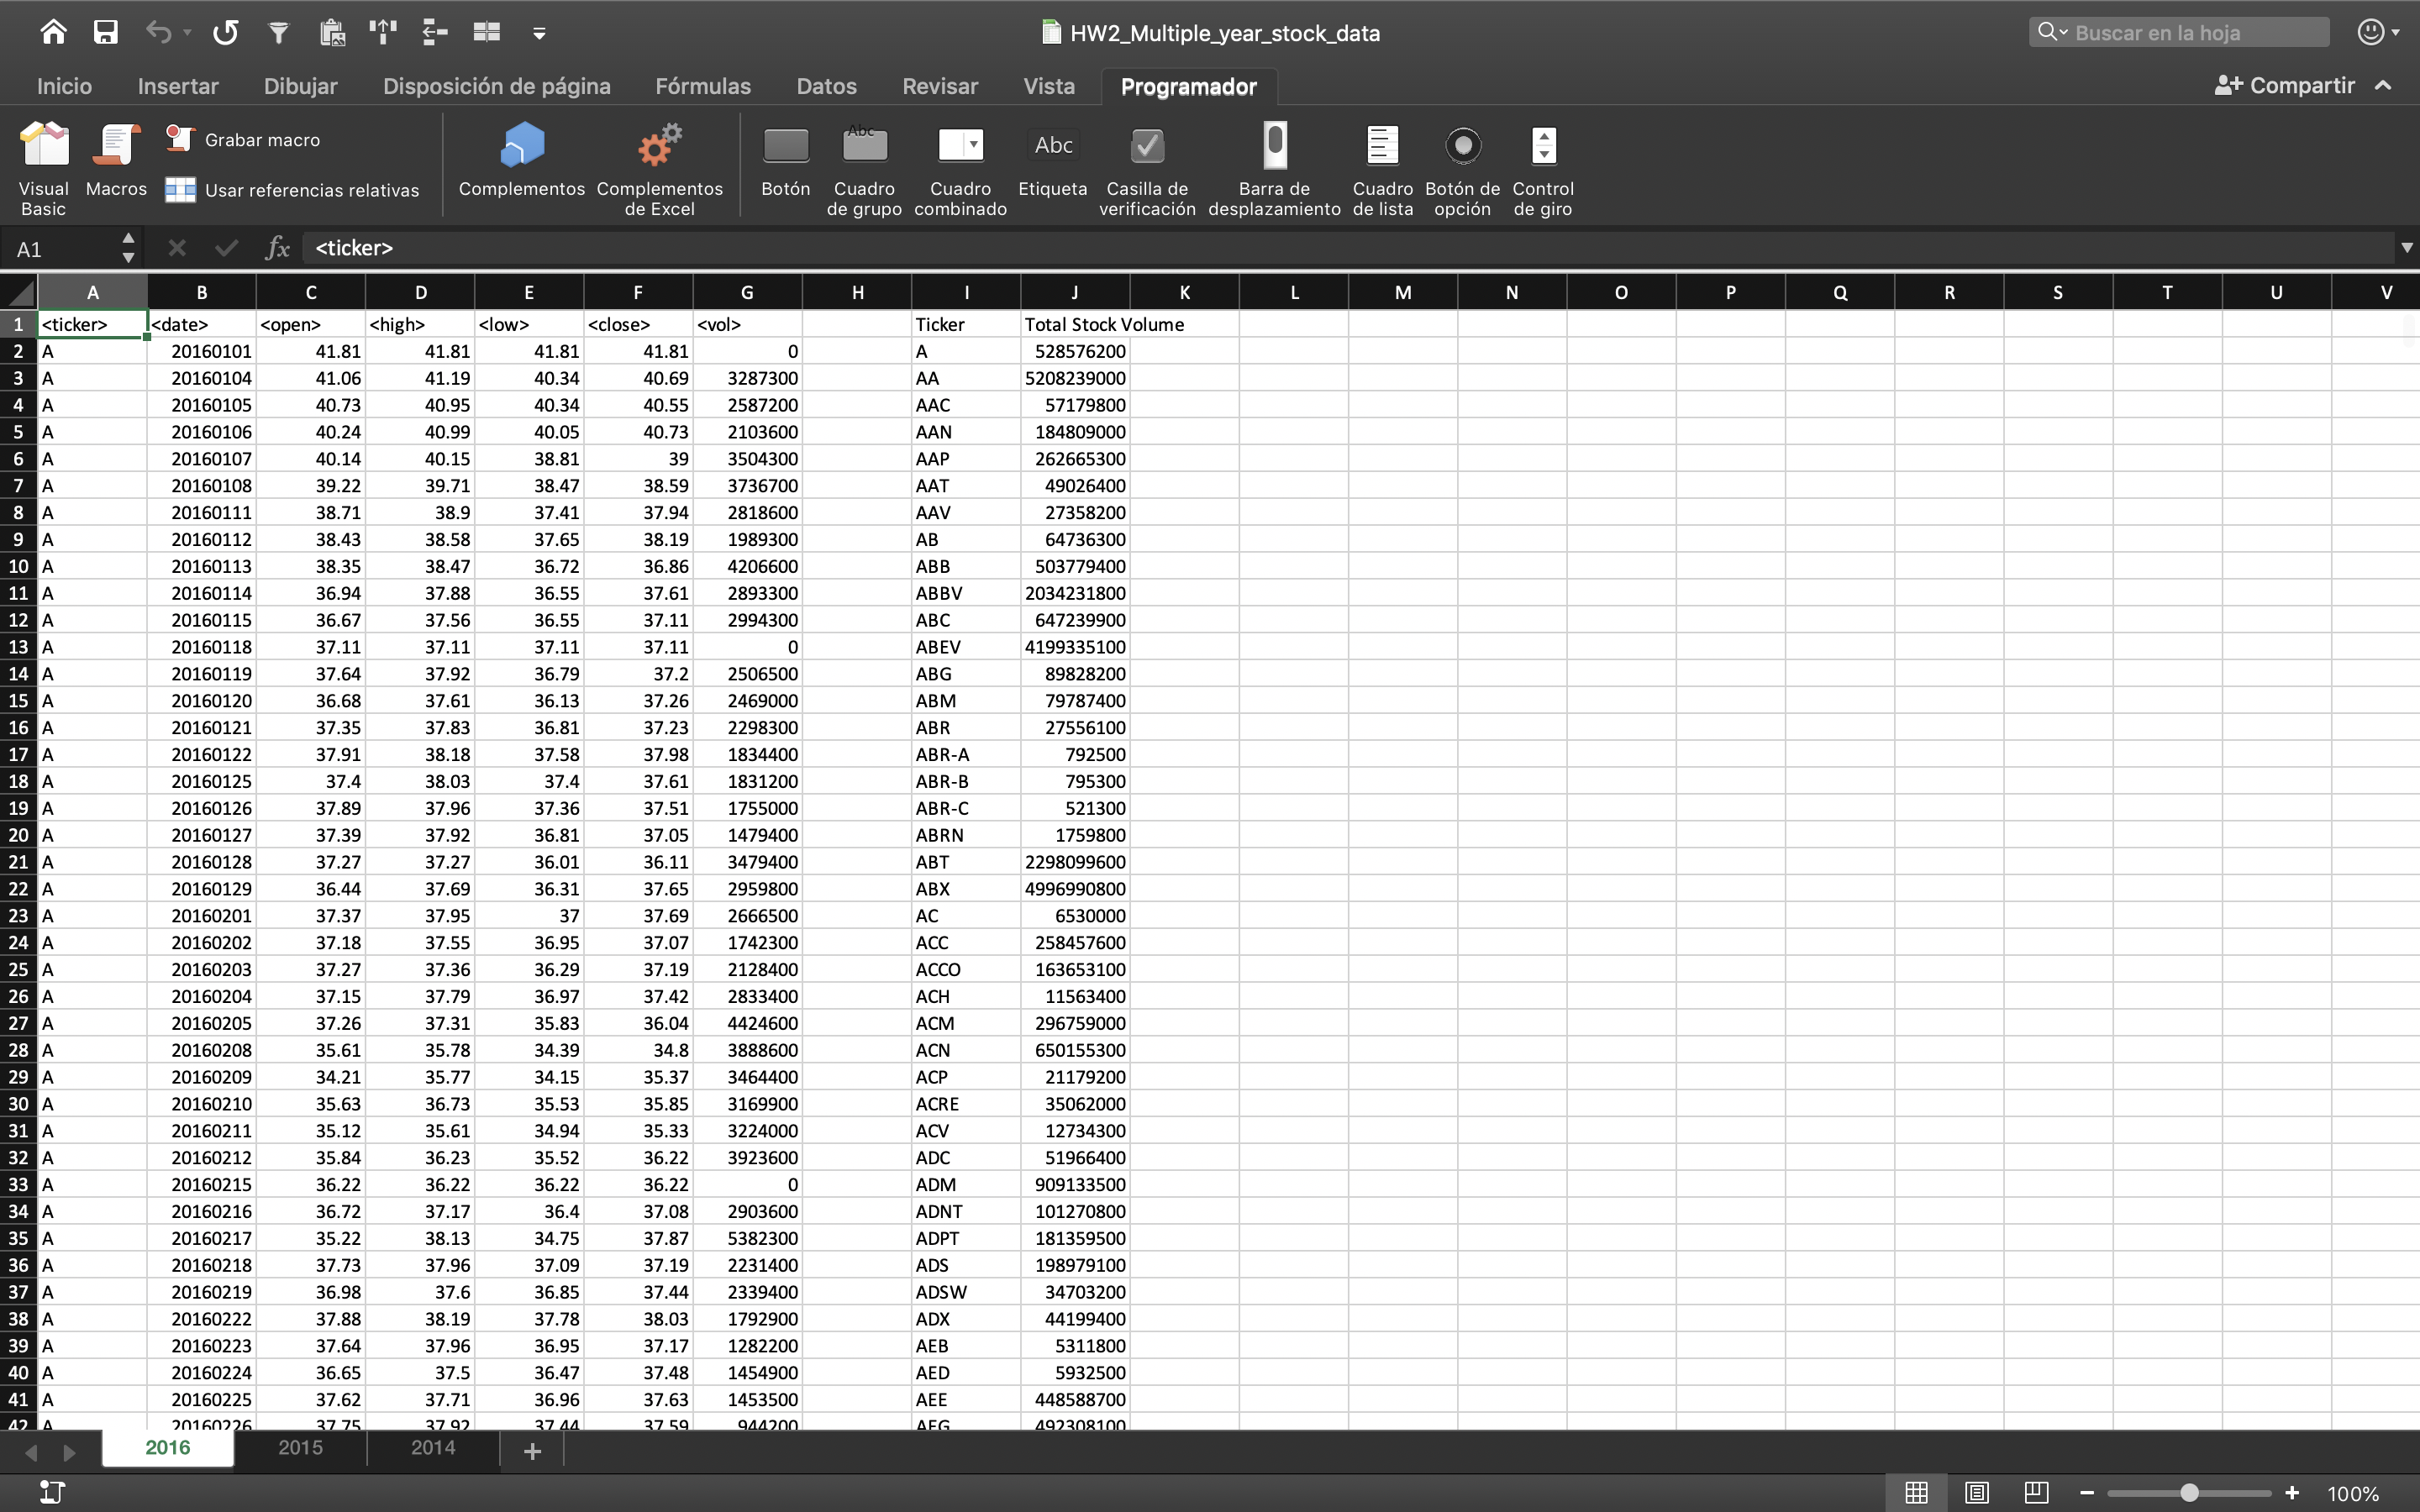 HW2_Multiple_year_stock_data
Buscar en la hoja
Inicio Insertar Dibujar Disposición de página Fórmulas Datos Revisar Vista Programador Compartir
Visual Basic
Macros
Grabar macro
Usar referencias relativas
Complementos
Complementos de Excel
Abc
Abc
Botón
Cuadro de grupo
Cuadro combinado
Etiqueta
Casilla de verificación
Barra de desplazamiento
Cuadro de lista
Botón de opción
Control de giro
A1 fx <ticker>
A B C D E F G H I J K L M N O P Q R S T U V
1 <ticker> <date> <open> <high> <low> <close> <vol> Ticker Total Stock Volume
2 A 20160101 41.81 41.81 41.81 41.81 0 A 528576200
3 A 20160104 41.06 41.19 40.34 40.69 3287300 AA 5208239000
4 A 20160105 40.73 40.95 40.34 40.55 2587200 AAC 57179800
5 A 20160106 40.24 40.99 40.05 40.73 2103600 AAN 184809000
6 A 20160107 40.14 40.15 38.81 39 3504300 AAP 262665300
7 A 20160108 39.22 39.71 38.47 38.59 3736700 AAT 49026400
8 A 20160111 38.71 38.9 37.41 37.94 2818600 AAV 27358200
9 A 20160112 38.43 38.58 37.65 38.19 1989300 AB 64736300
10 A 20160113 38.35 38.47 36.72 36.86 4206600 ABB 503779400
11 A 20160114 36.94 37.88 36.55 37.61 2893300 ABBV 2034231800
12 A 20160115 36.67 37.56 36.55 37.11 2994300 ABC 647239900
13 A 20160118 37.11 37.11 37.11 37.11 0 ABEV 4199335100
14 A 20160119 37.64 37.92 36.79 37.2 2506500 ABG 89828200
15 A 20160120 36.68 37.61 36.13 37.26 2469000 ABM 79787400
16 A 20160121 37.35 37.83 36.81 37.23 2298300 ABR 27556100
17 A 20160122 37.91 38.18 37.58 37.98 1834400 ABR-A 792500
18 A 20160125 37.4 38.03 37.4 37.61 1831200 ABR-B 795300
19 A 20160126 37.89 37.96 37.36 37.51 1755000 ABR-C 521300
20 A 20160127 37.39 37.92 36.81 37.05 1479400 ABRN 1759800
21 A 20160128 37.27 37.27 36.01 36.11 3479400 ABT 2298099600
22 A 20160129 36.44 37.69 36.31 37.65 2959800 ABX 4996990800
23 A 20160201 37.37 37.95 37 37.69 2666500 AC 6530000
24 A 20160202 37.18 37.55 36.95 37.07 1742300 ACC 258457600
25 A 20160203 37.27 37.36 36.29 37.19 2128400 ACCO 163653100
26 A 20160204 37.15 37.79 36.97 37.42 2833400 ACH 11563400
27 A 20160205 37.26 37.31 35.83 36.04 4424600 ACM 296759000
28 A 20160208 35.61 35.78 34.39 34.8 3888600 ACN 650155300
29 A 20160209 34.21 35.77 34.15 35.37 3464400 ACP 21179200
30 A 20160210 35.63 36.73 35.53 35.85 3169900 ACRE 35062000
31 A 20160211 35.12 35.61 34.94 35.33 3224000 ACV 12734300
32 A 20160212 35.84 36.23 35.52 36.22 3923600 ADC 51966400
33 A 20160215 36.22 36.22 36.22 36.22 0 ADM 909133500
34 A 20160216 36.72 37.17 36.4 37.08 2903600 ADNT 101270800
35 A 20160217 35.22 38.13 34.75 37.87 5382300 ADPT 181359500
36 A 20160218 37.73 37.96 37.09 37.19 2231400 ADS 198979100
37 A 20160219 36.98 37.6 36.85 37.44 2339400 ADSW 34703200
38 A 20160222 37.88 38.19 37.78 38.03 1792900 ADX 44199400
39 A 20160223 37.64 37.96 36.95 37.17 1282200 AEB 5311800
40 A 20160224 36.65 37.5 36.47 37.48 1454900 AED 5932500
41 A 20160225 37.62 37.71 36.96 37.63 1453500 AEE 448588700
42 A 20160226 37.75 37.92 37.44 37.59 944200 AEG 492308100
2016 2015 2014
100%